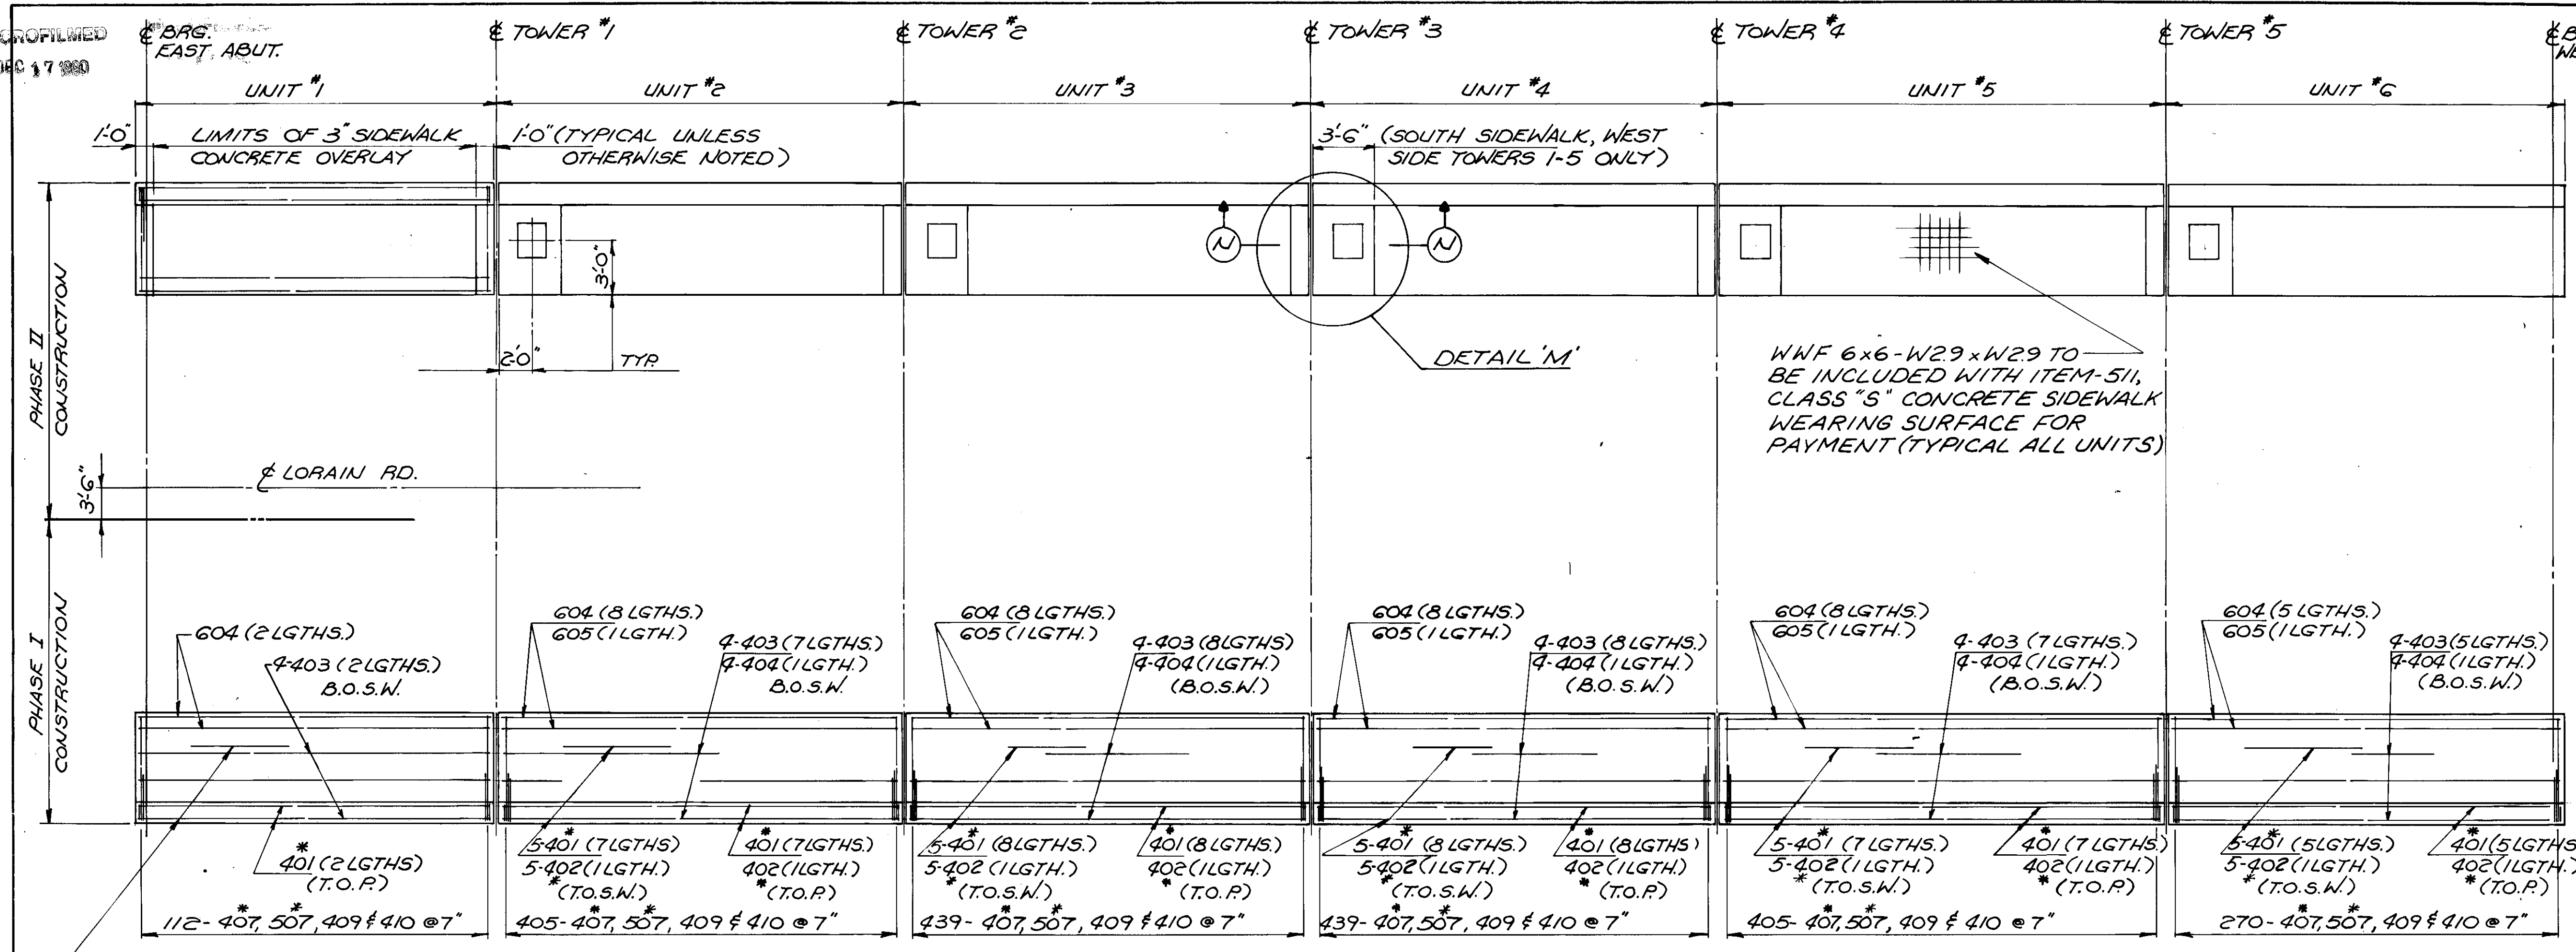 CROFILMED
DEC 17 1980
℄ BRG.
EAST. ABUT.
℄ TOWER #1
℄ TOWER #2
℄ TOWER #3
℄ TOWER #4
℄ TOWER #5
℄ B
WE
UNIT #1
UNIT #2
UNIT #3
UNIT #4
UNIT #5
UNIT #6
1'-0"
LIMITS OF 3" SIDEWALK
CONCRETE OVERLAY
1'-0" (TYPICAL UNLESS
OTHERWISE NOTED)
3'-6" (SOUTH SIDEWALK, WEST
SIDE TOWERS 1-5 ONLY)
N
N
3'-0"
2'-0"
TYP.
DETAIL 'M'
WWF 6x6-W2.9xW2.9 TO
BE INCLUDED WITH ITEM-511,
CLASS "S" CONCRETE SIDEWALK
WEARING SURFACE FOR
PAYMENT (TYPICAL ALL UNITS)
PHASE II
CONSTRUCTION
3'-6"
℄ LORAIN RD.
PHASE I
CONSTRUCTION
604 (2 LGTHS.)
4-403 (2 LGTHS.)
B.O.S.W.
604 (8 LGTHS.)
605 (1 LGTH.)
4-403 (7 LGTHS.)
4-404 (1 LGTH.)
B.O.S.W.
604 (8 LGTHS.)
605 (1 LGTH.)
4-403 (8 LGTHS)
4-404 (1 LGTH.)
(B.O.S.W.)
604 (8 LGTHS.)
605 (1 LGTH.)
4-403 (8 LGTHS.)
4-404 (1 LGTH.)
(B.O.S.W.)
604 (8 LGTHS.)
605 (1 LGTH.)
4-403 (7 LGTHS.)
4-404 (1 LGTH.)
(B.O.S.W.)
604 (5 LGTHS.)
605 (1 LGTH.)
4-403 (5 LGTHS.)
4-404 (1 LGTH.)
(B.O.S.W.)
*401 (2 LGTHS)
(T.O.P.)
5-401* (7 LGTHS)
5-402 (1 LGTH.)
*(T.O.S.W.)
*401 (7 LGTHS)
402 (1 LGTH.)
*(T.O.P.)
5-401* (8 LGTHS.)
5-402 (1 LGTH.)
*(T.O.S.W.)
*401 (8 LGTHS)
402 (1 LGTH.)
*(T.O.P.)
5-401* (8 LGTHS.)
5-402 (1 LGTH.)
*(T.O.S.W.)
*401 (8 LGTHS)
402 (1 LGTH.)
*(T.O.P.)
5-401* (7 LGTHS.)
5-402 (1 LGTH.)
*(T.O.S.W.)
*401 (7 LGTHS)
402 (1 LGTH.)
*(T.O.P.)
5-401* (5 LGTHS.)
5-402 (1 LGTH.)
*(T.O.S.W.)
*401 (5 LGTHS
402 (1 LGTH.)
*(T.O.P.)
112-407*, 507*, 409 & 410 @ 7"
405-407*, 507*, 409 & 410 @ 7"
439-407*, 507*, 409 & 410 @ 7"
439-407*, 507*, 409 & 410 @ 7"
405-407*, 507*, 409 & 410 @ 7"
270-407*, 507*, 409 & 410 @ 7"